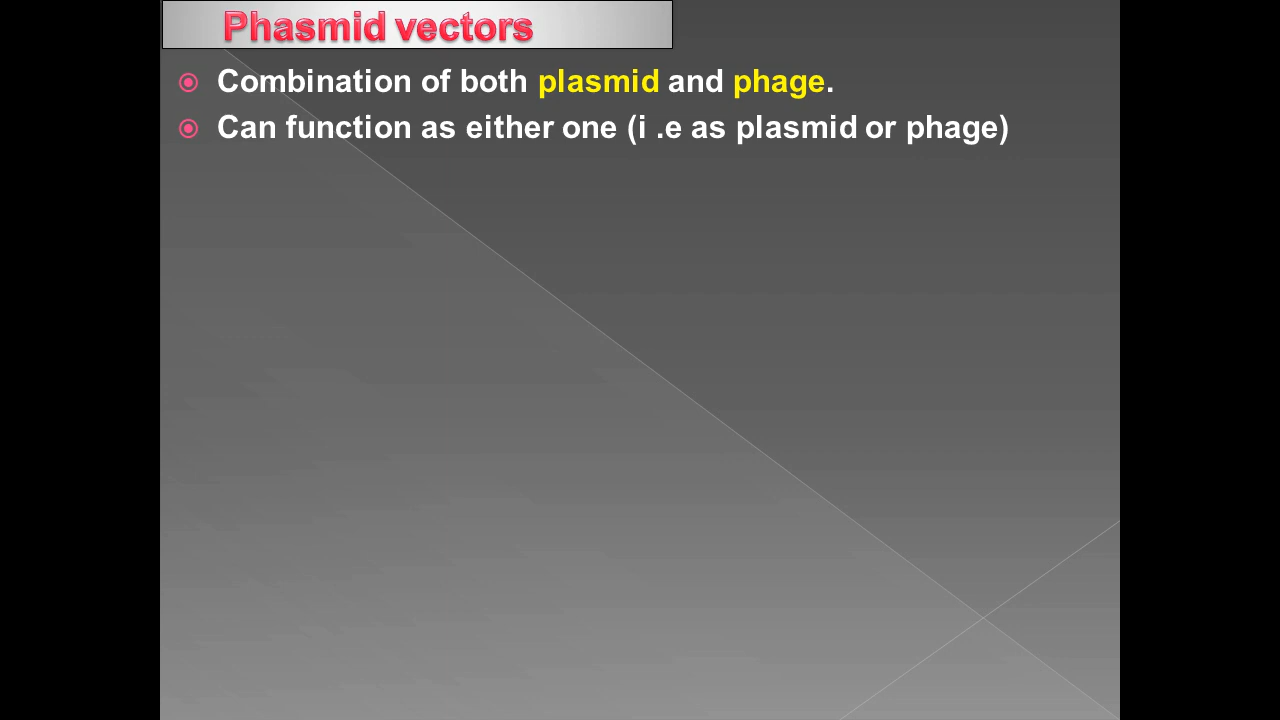 Phasmid vectors
Combination of both plasmid and phage.
Can function as either one (i .e as plasmid or phage)